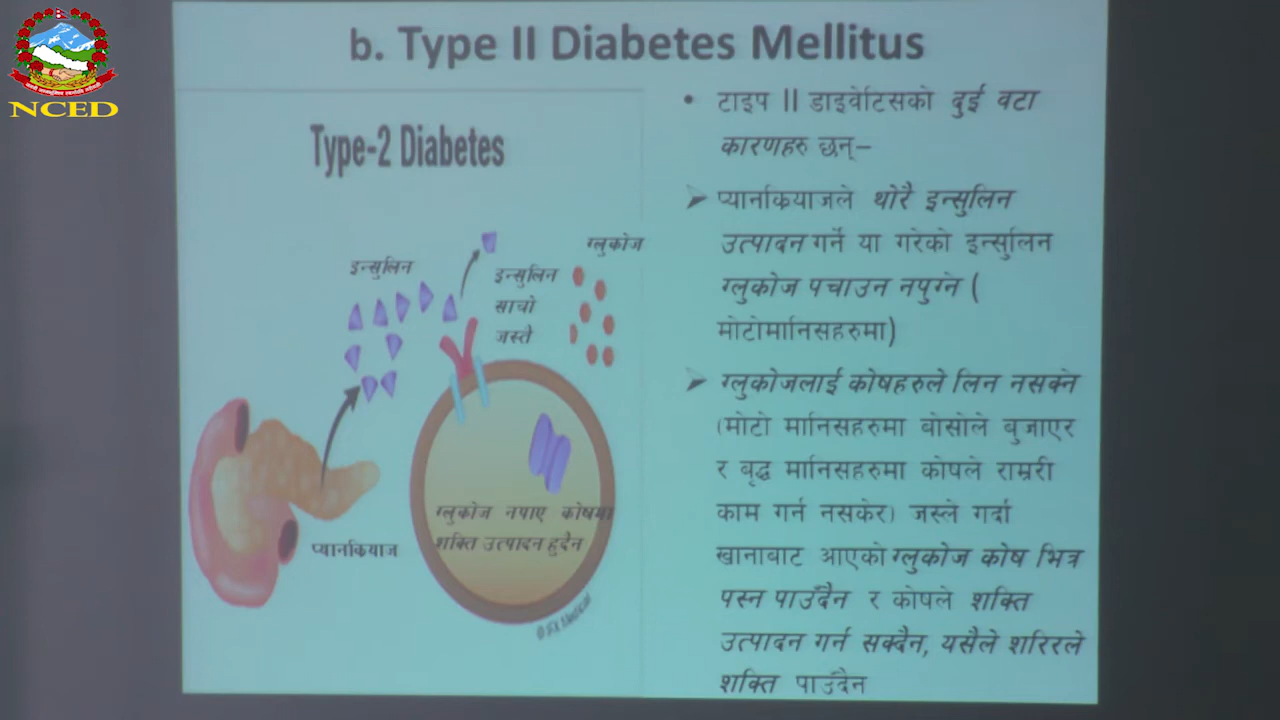 NCED
b. Type II Diabetes Mellitus
Type-2 Diabetes
इन्सुलिन
इन्सुलिन
साचो
जस्तै
ग्लुकोज
प्यानक्रियाज
ग्लुकोज नपाए कोषमा
शक्ति उत्पादन हुदैन
• टाइप II डाइवेटिसको दुई वटा
कारणहरु छन्–
➢ प्यानक्रियाजले थोरै इन्सुलिन
उत्पादन गर्ने या गरेको इन्सुलिन
ग्लुकोज पचाउन नपुग्ने (
मोटोमानिसहरुमा)
➢ ग्लुकोजलाई कोषहरुले लिन नसक्ने
(मोटो मानिसहरुमा बोसोले बुजाएर
र बृद्ध मानिसहरुमा कोषले राम्ररी
काम गर्न नसकेर) जस्ले गर्दा
खानाबाट आएको ग्लुकोज कोष भित्र
पस्न पाउँदैन र कोषले शक्ति
उत्पादन गर्न सक्दैन, यसैले शरिरले
शक्ति पाउँदैन